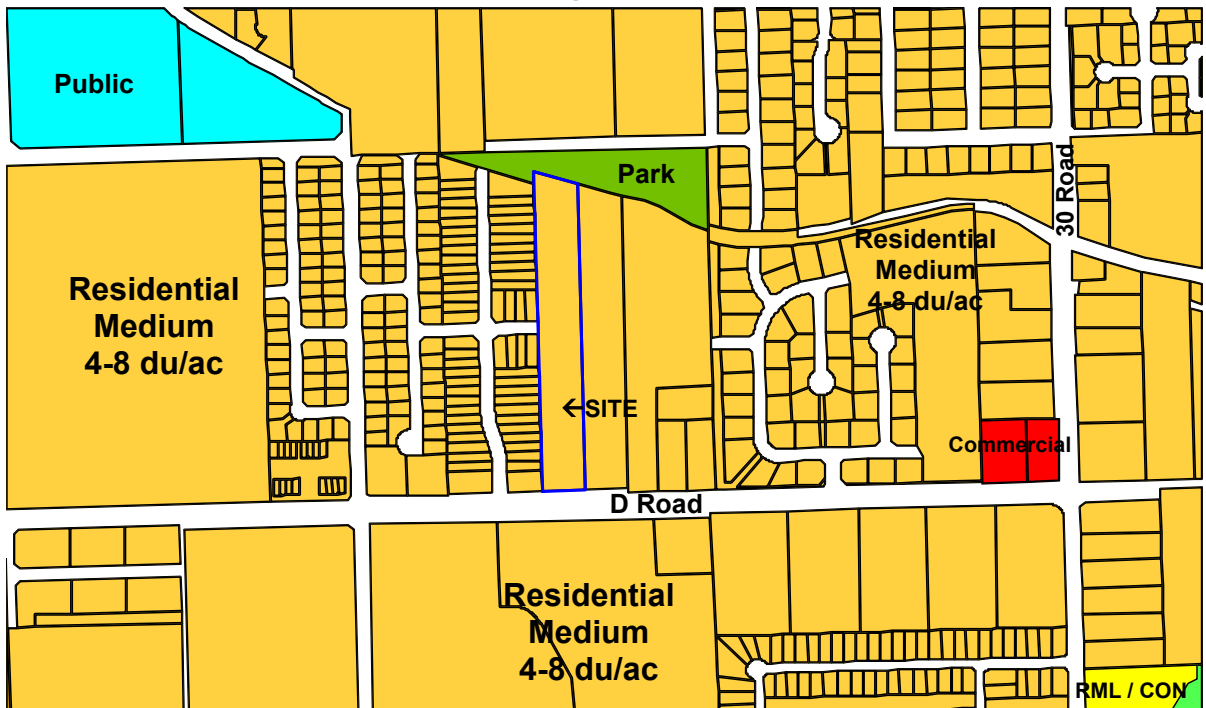 Public
Park
30 Road
Residential
Medium
4-8 du/ac
Residential
Medium
4-8 du/ac
←SITE
Commercial
D Road
Residential
Medium
4-8 du/ac
RML / CON